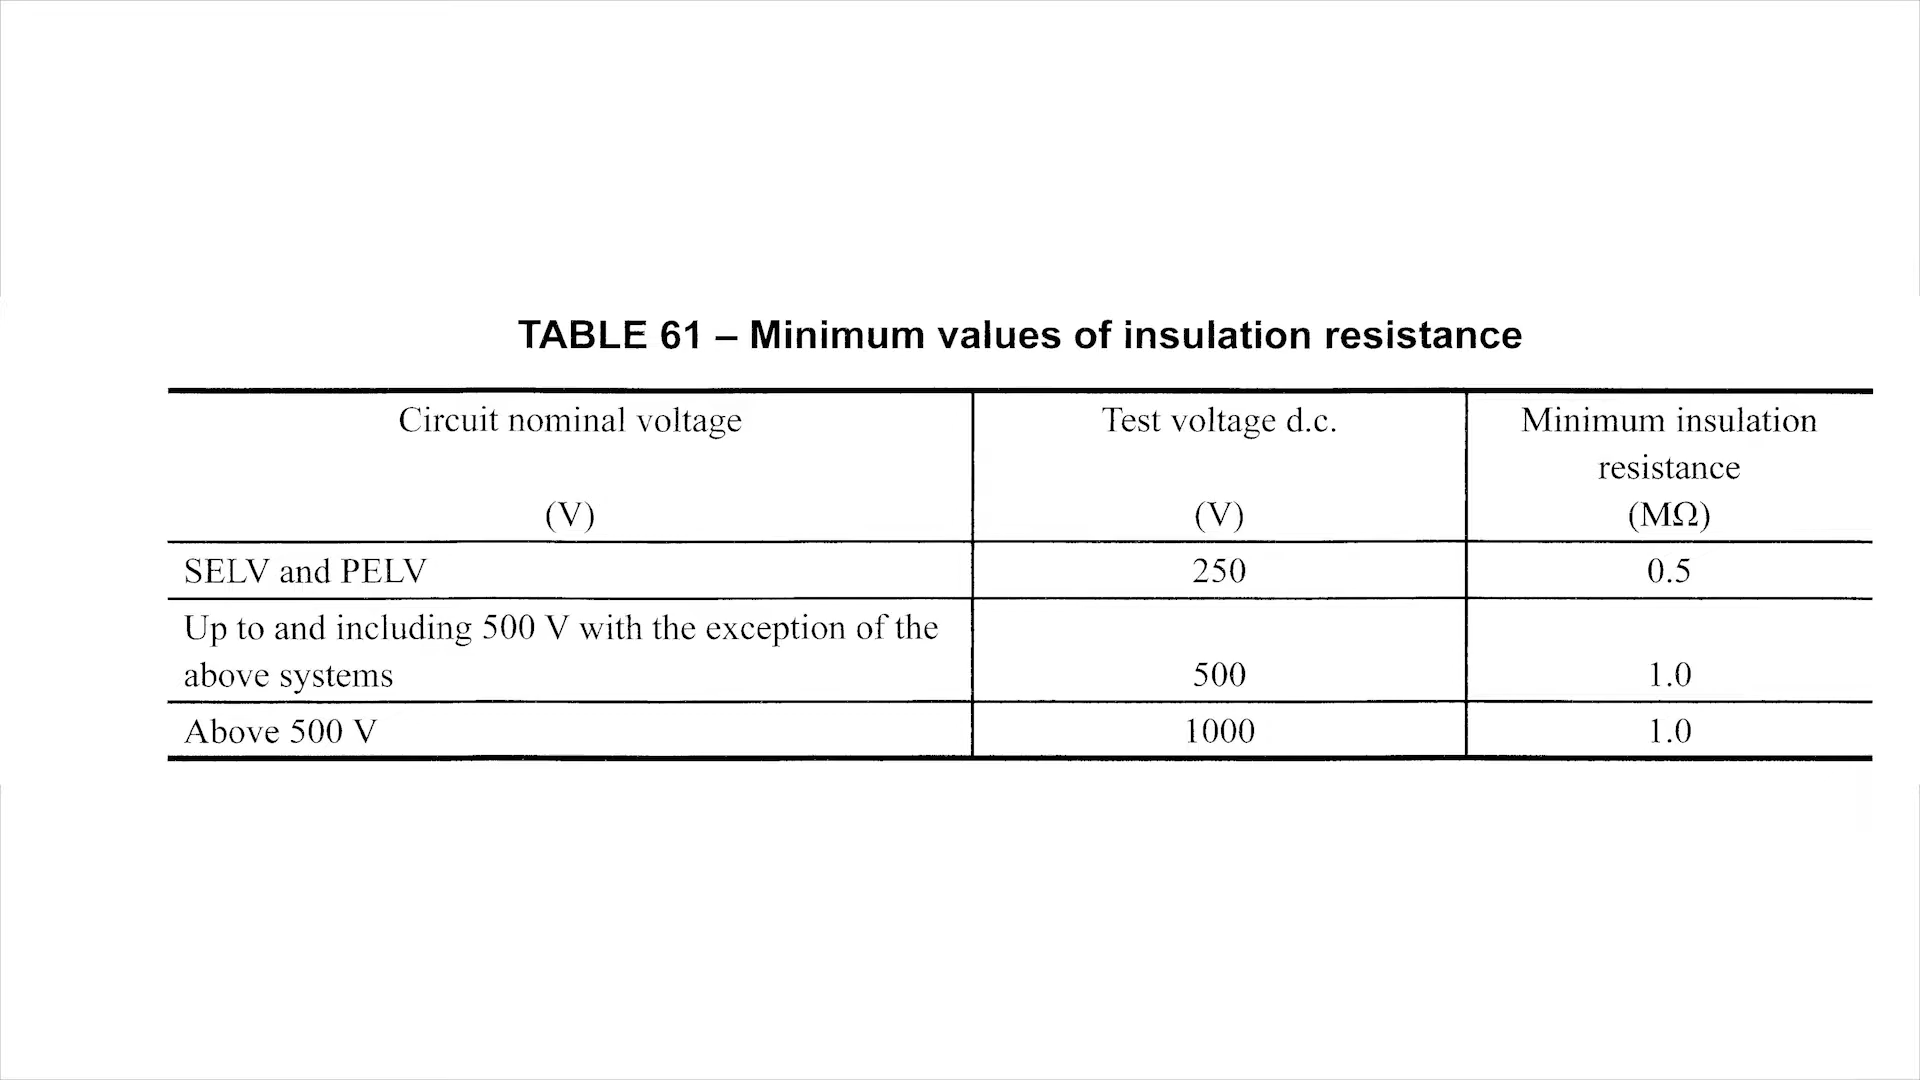 TABLE 61 – Minimum values of insulation resistance
Circuit nominal voltage
(V)
Test voltage d.c.
(V)
Minimum insulation
resistance
(MΩ)
SELV and PELV
250
0.5
Up to and including 500 V with the exception of the
above systems
500
1.0
Above 500 V
1000
1.0